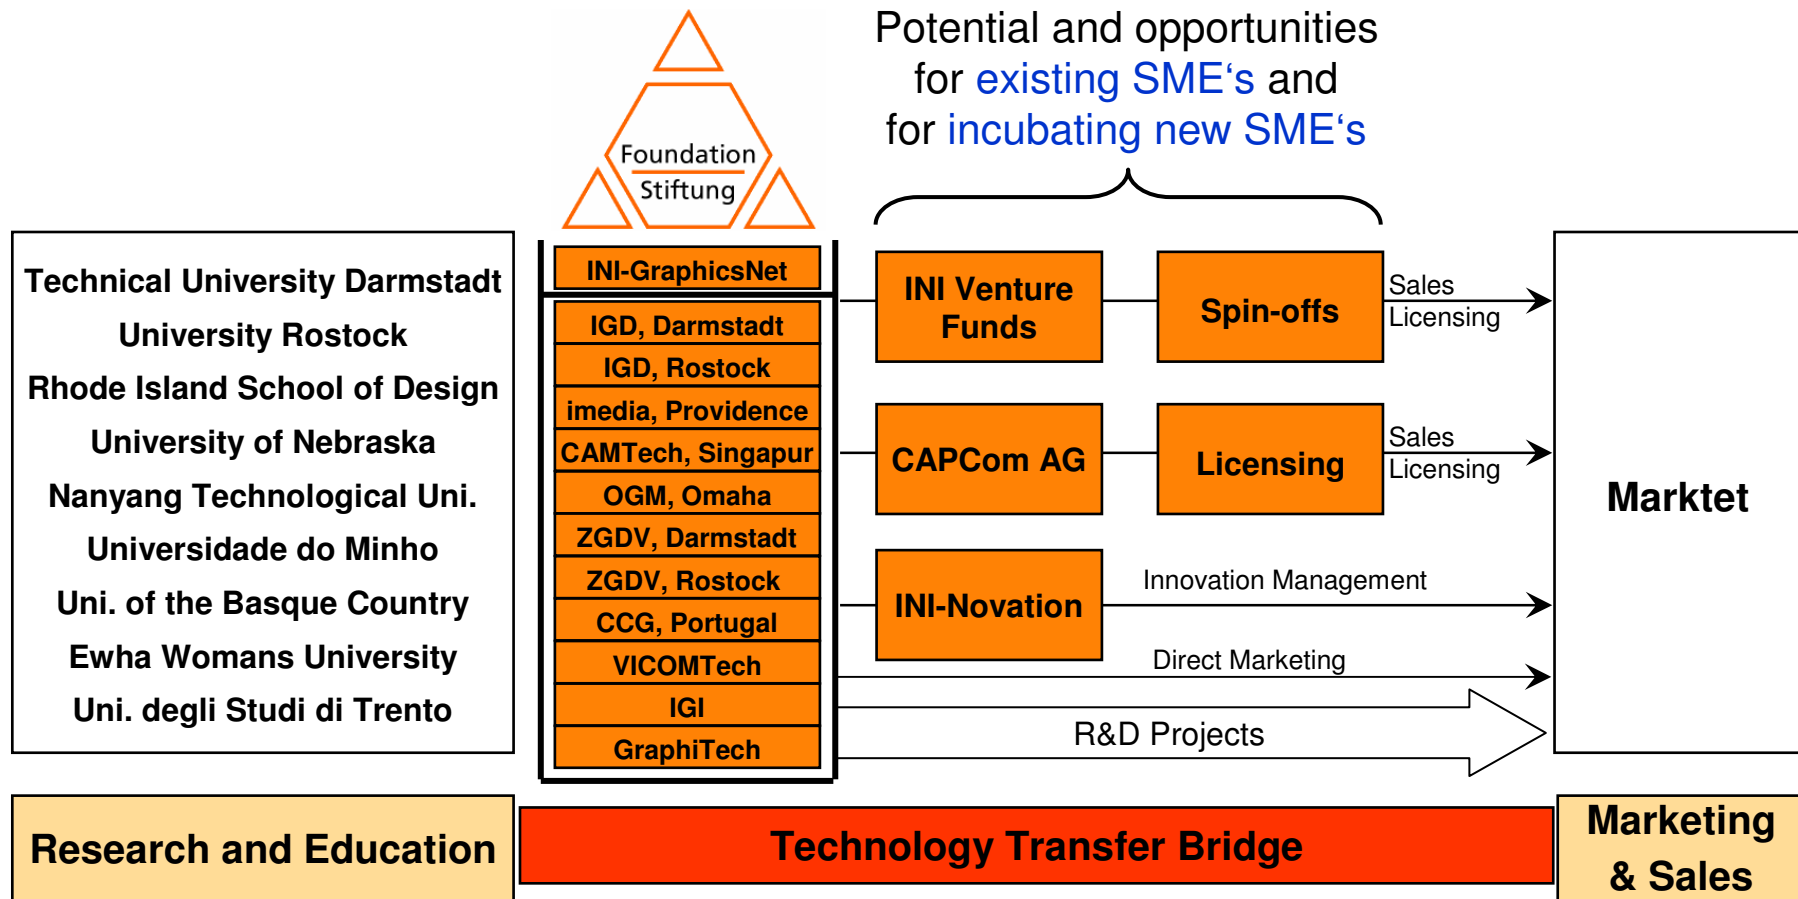 Potential and opportunities
for existing SME‘s and
for incubating new SME‘s
Foundation
Stiftung
Technical University Darmstadt
University Rostock
Rhode Island School of Design
University of Nebraska
Nanyang Technological Uni.
Universidade do Minho
Uni. of the Basque Country
Ewha Womans University
Uni. degli Studi di Trento
INI-GraphicsNet
IGD, Darmstadt
IGD, Rostock
imedia, Providence
CAMTech, Singapur
OGM, Omaha
ZGDV, Darmstadt
ZGDV, Rostock
CCG, Portugal
VICOMTech
IGI
GraphiTech
INI Venture
Funds
Spin-offs
Sales
Licensing
CAPCom AG
Licensing
Sales
Licensing
INI-Novation
Innovation Management
Direct Marketing
R&D Projects
Marktet
Research and Education
Technology Transfer Bridge
Marketing
& Sales